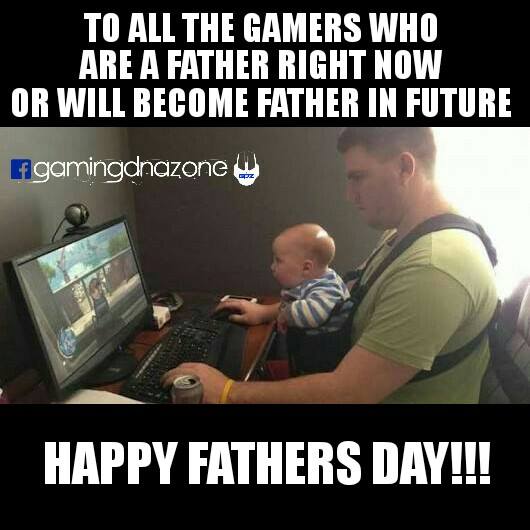 TO ALL THE GAMERS WHO
ARE A FATHER RIGHT NOW
OR WILL BECOME FATHER IN FUTURE
f gamingdnazone GDZ
HAPPY FATHERS DAY!!!